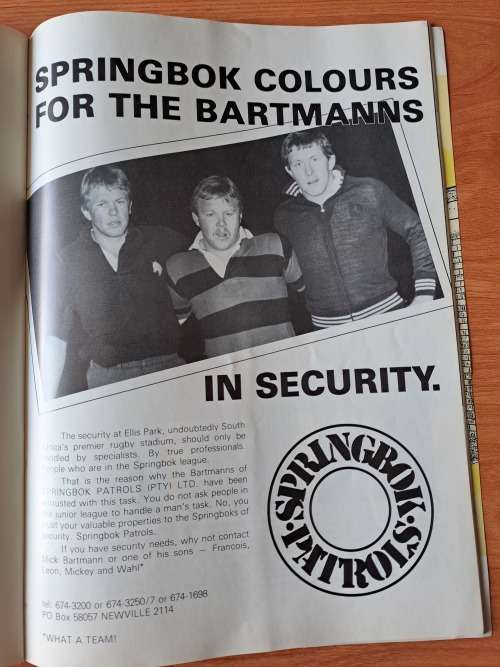 SPRINGBOK COLOURS
FOR THE BARTMANNS
IN SECURITY.
The security at Ellis Park, undoubtedly South
Africa's premier rugby stadium, should only be
handled by specialists. By true professionals.
People who are in the Springbok league.
That is the reason why the Bartmanns of
SPRINGBOK PATROLS (PTY) LTD. have been
entrusted with this task. You do not ask people in
the junior league to handle a man's task. No, you
trust your valuable properties to the Springboks of
security. Springbok Patrols.
If you have security needs, why not contact
Mick Bartmann or one of his sons — Francois,
Leon, Mickey and Wahl*
tel: 674-3200 or 674-3250/7 or 674-1698
PO Box 58057 NEWVILLE 2114
*WHAT A TEAM!
SPRINGBOK·S
·PATROLS